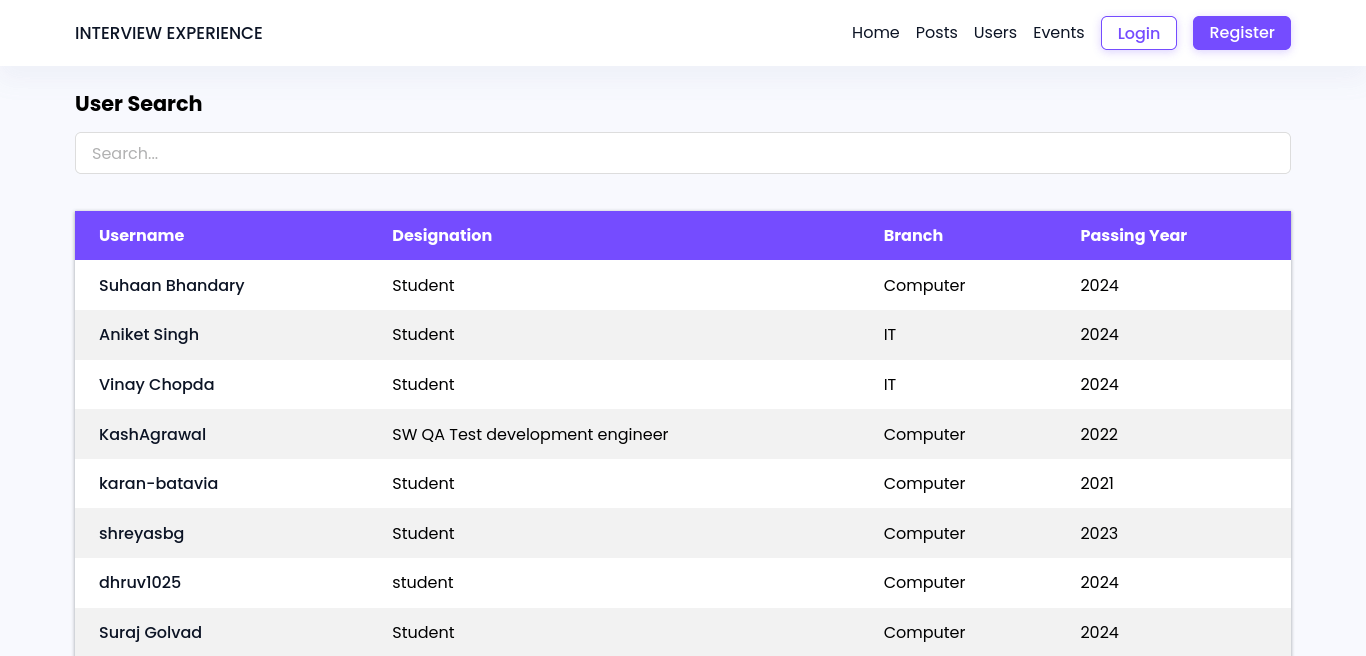 INTERVIEW EXPERIENCE Home Posts Users Events Login Register
User Search
Search...
Username Designation Branch Passing Year
Suhaan Bhandary Student Computer 2024
Aniket Singh Student IT 2024
Vinay Chopda Student IT 2024
KashAgrawal SW QA Test development engineer Computer 2022
karan-batavia Student Computer 2021
shreyasbg Student Computer 2023
dhruv1025 student Computer 2024
Suraj Golvad Student Computer 2024